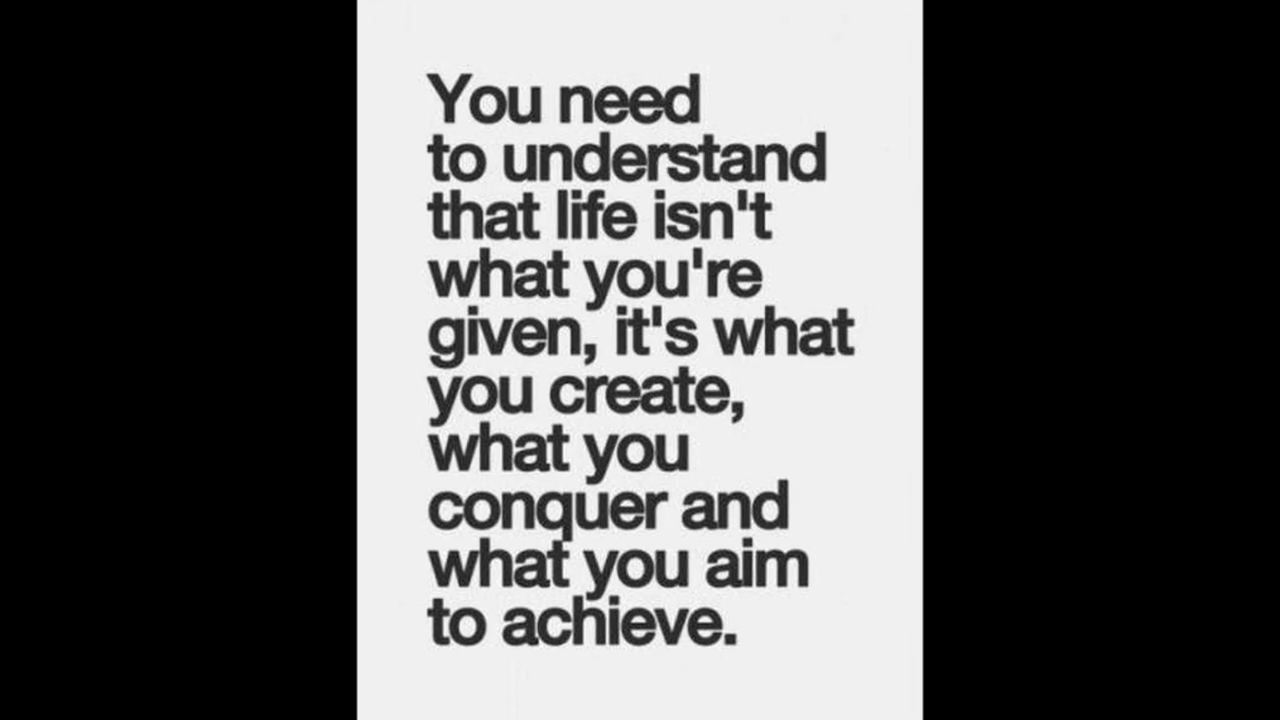 You need
to understand
that life isn't
what you're
given, it's what
you create,
what you
conquer and
what you aim
to achieve.